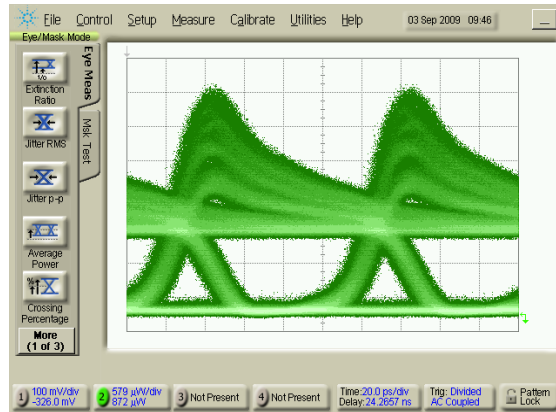 File Control Setup Measure Calibrate Utilities Help 03 Sep 2009 09:46
Eye/Mask Mode
Eye Meas
Msk Test
Extinction
Ratio
Jitter RMS
Jitter p-p
Average
Power
Crossing
Percentage
More
(1 of 3)
1) 100 mV/div
-326.0 mV
2) 579 µW/div
872 µW
3) Not Present
4) Not Present
Time:20.0 ps/div
Delay:24.2657 ns
Trig: Divided
AC Coupled
Pattern
Lock